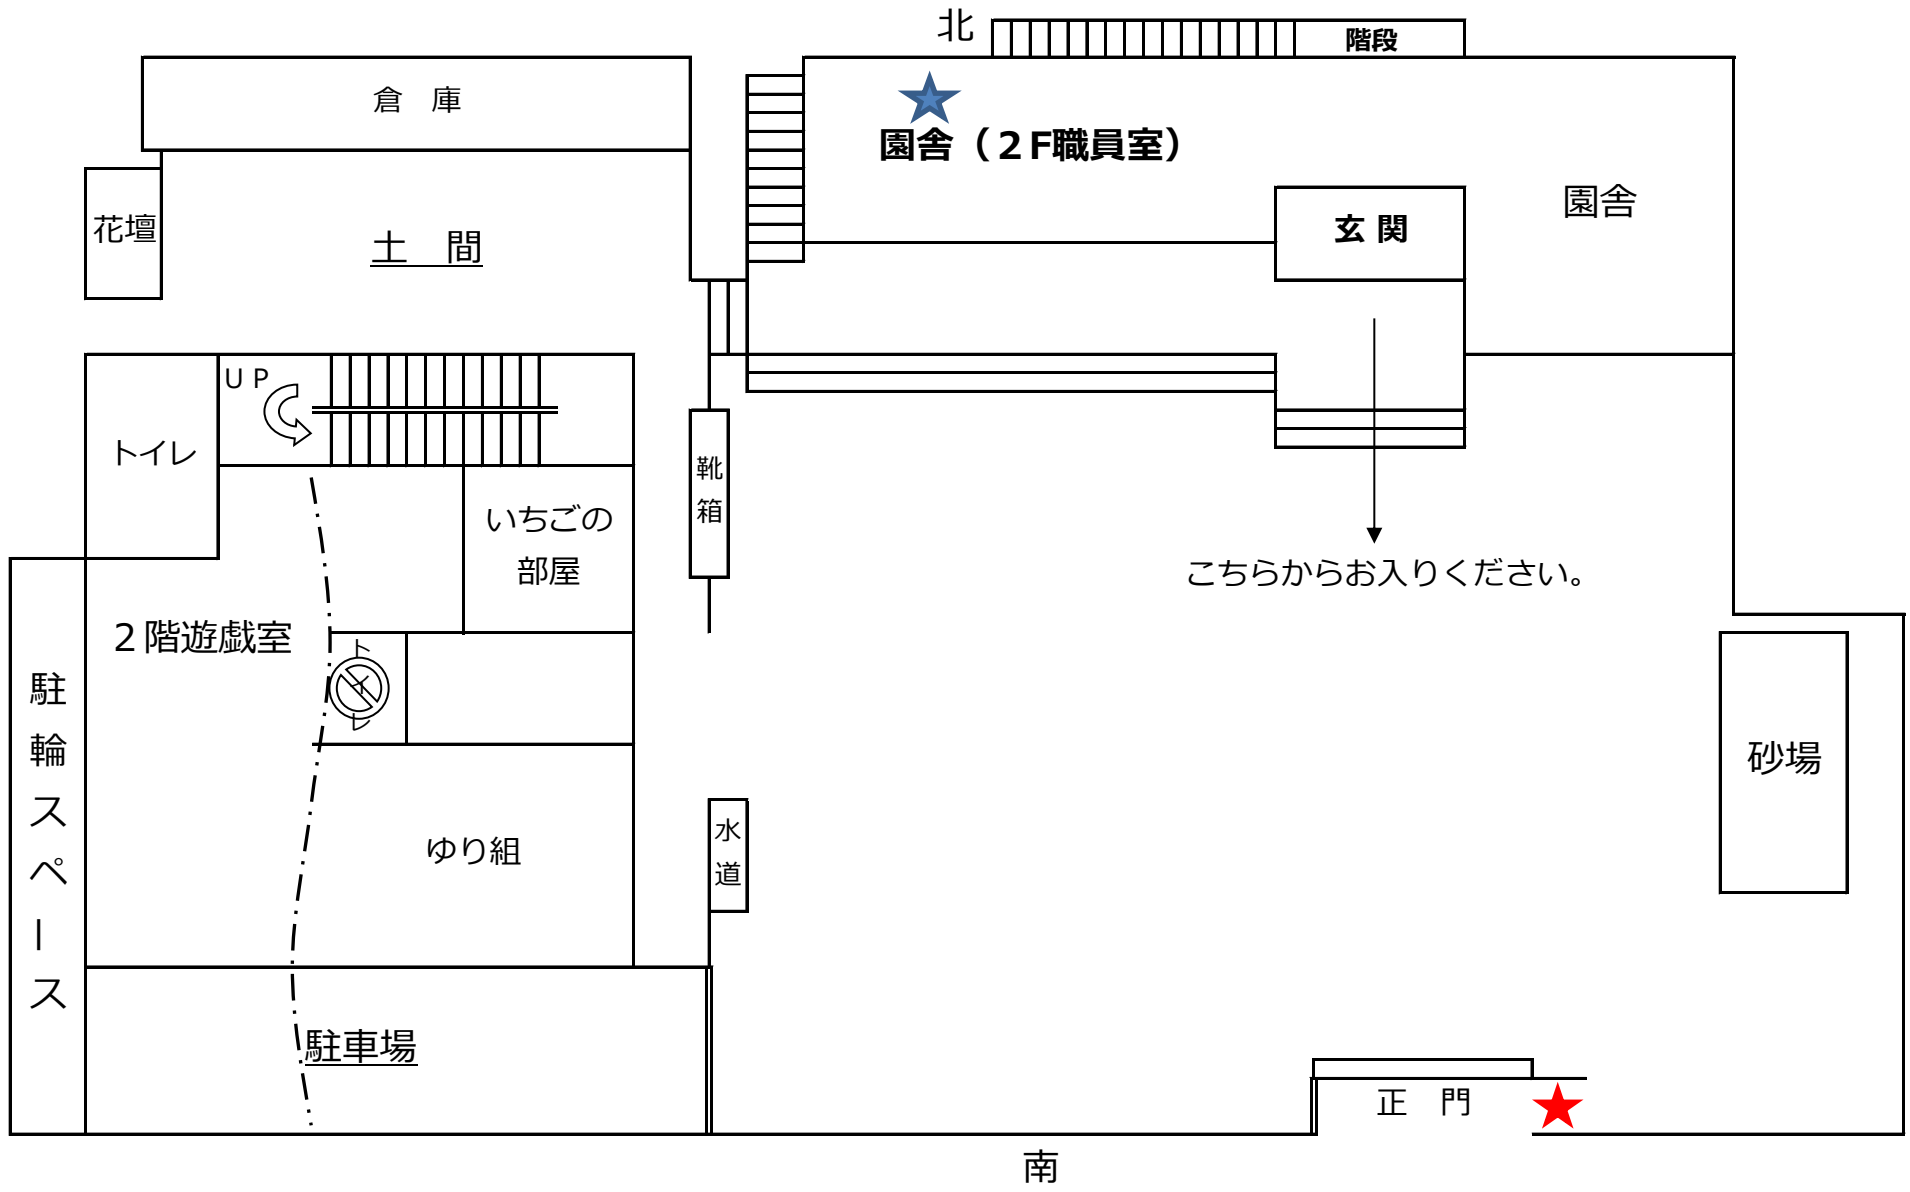 北
階段
倉　庫
園舎（２F職員室）
花壇
土　間
園舎
玄 関
ＵＰ
トイレ
靴箱
いちごの
部屋
こちらからお入りください。
２階遊戯室
トイレ
駐輪スペース
砂場
水道
ゆり組
駐車場
正　門
南